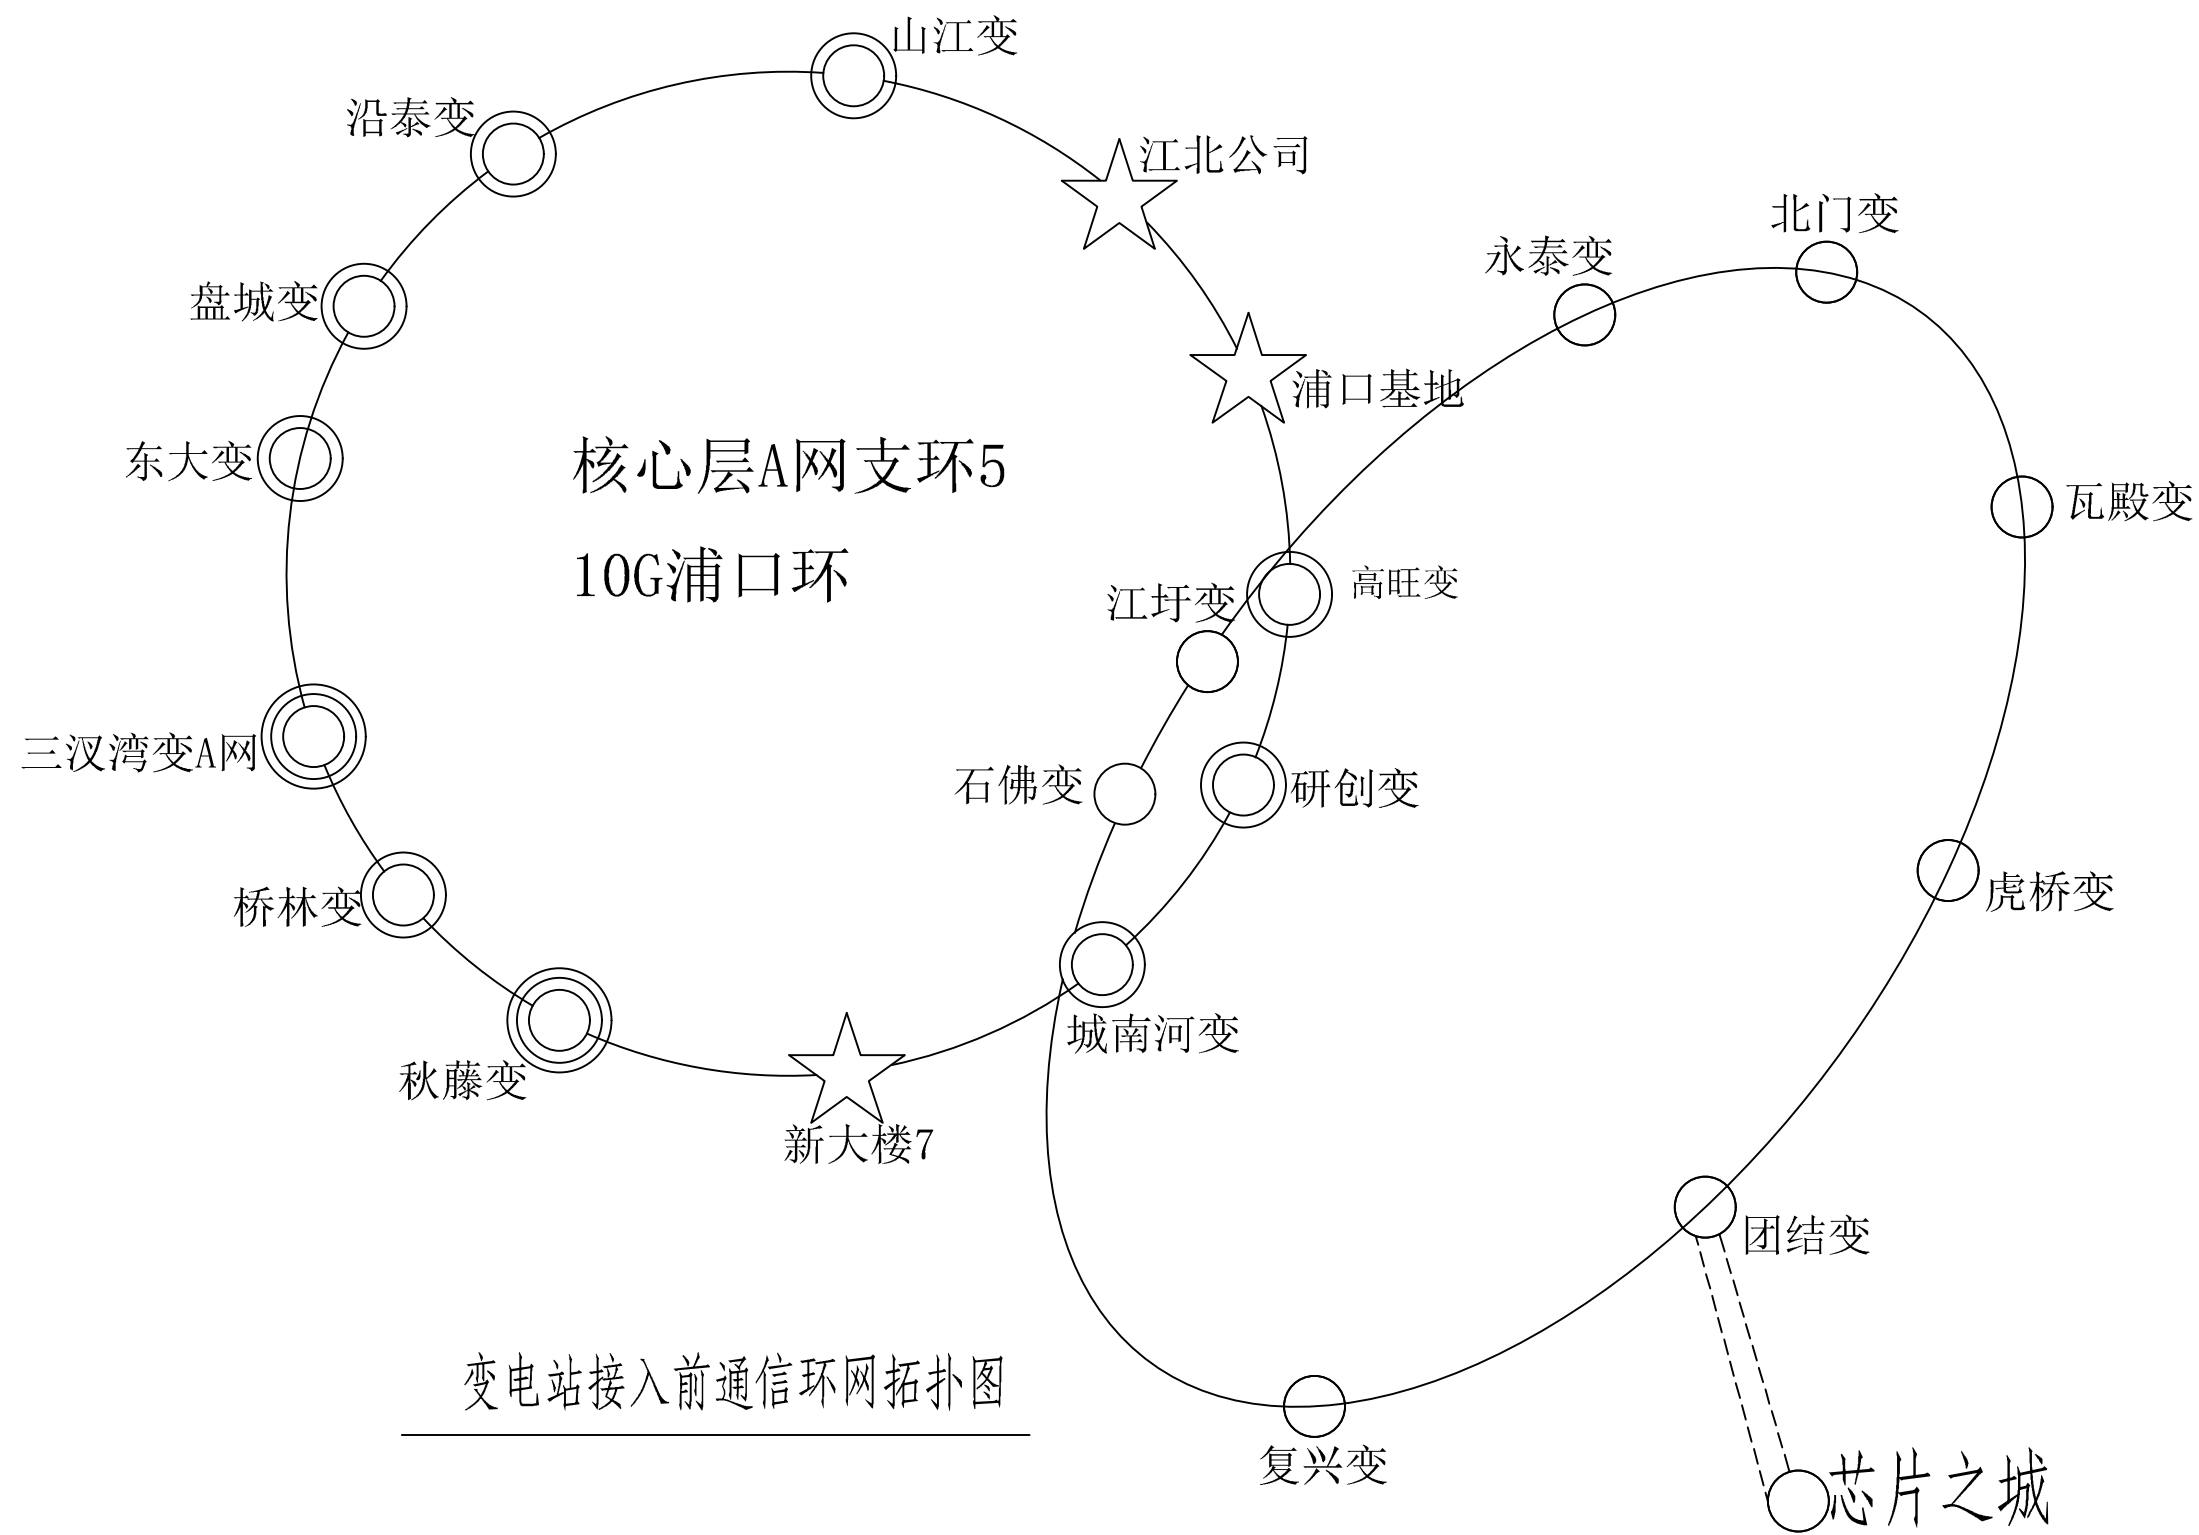 山江变
沿泰变
江北公司
北门变
永泰变
盘城变
浦口基地
东大变
核心层A网支环5
瓦殿变
10G浦口环
高旺变
江圩变
三汊湾变A网
石佛变
研创变
桥林变
虎桥变
城南河变
秋藤变
新大楼7
团结变
变电站接入前通信环网拓扑图
复兴变
芯片之城